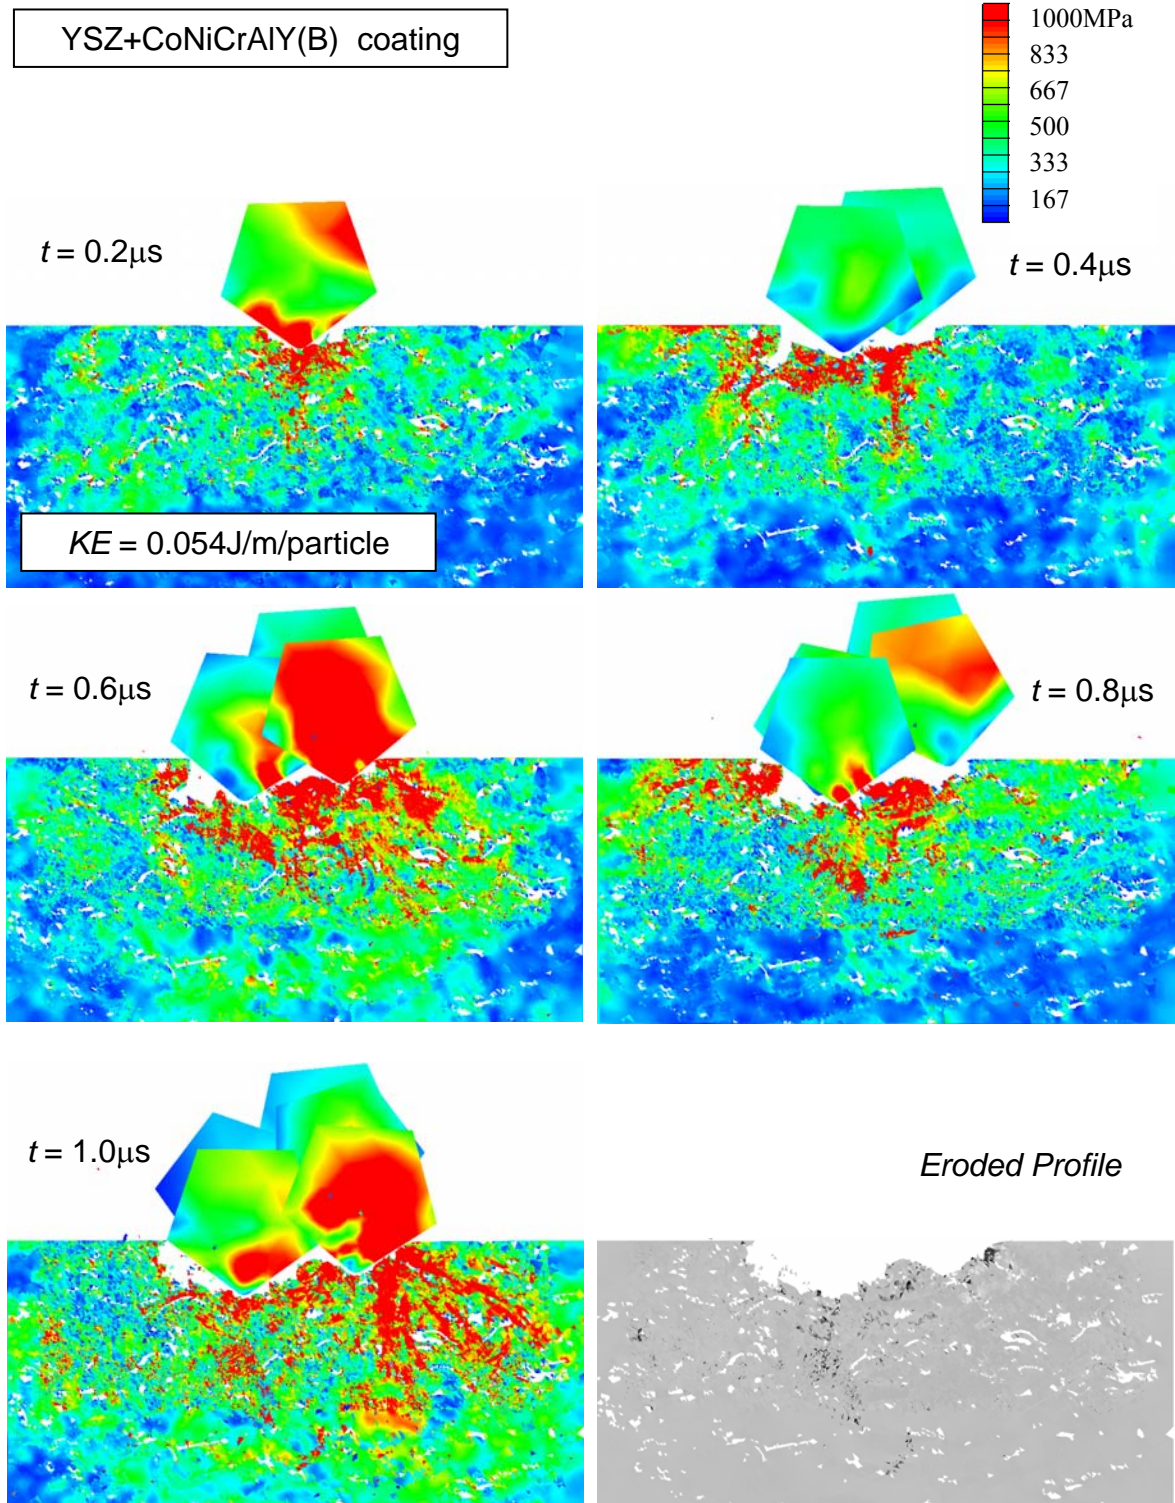 YSZ+CoNiCrAlY(B) coating
1000MPa
833
667
500
333
167
t = 0.2μs
t = 0.4μs
KE = 0.054J/m/particle
t = 0.6μs
t = 0.8μs
t = 1.0μs
Eroded Profile